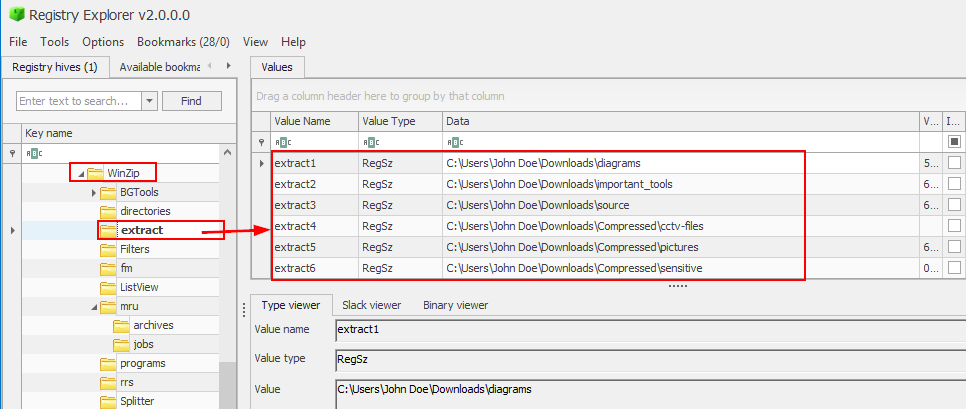 Registry Explorer v2.0.0.0
File Tools Options Bookmarks (28/0) View Help
Registry hives (1) Available bookma
Enter text to search... Find
Key name
ABC
WinZip
BGTools
directories
extract
Filters
fm
ListView
mru
archives
jobs
programs
rrs
Splitter
Values
Drag a column header here to group by that column
Value Name Value Type Data V... I...
ABC ABC ABC
extract1 RegSz C:\Users\John Doe\Downloads\diagrams 5...
extract2 RegSz C:\Users\John Doe\Downloads\important_tools 6...
extract3 RegSz C:\Users\John Doe\Downloads\source 6...
extract4 RegSz C:\Users\John Doe\Downloads\Compressed\cctv-files
extract5 RegSz C:\Users\John Doe\Downloads\Compressed\pictures 6...
extract6 RegSz C:\Users\John Doe\Downloads\Compressed\sensitive 0...
Type viewer Slack viewer Binary viewer
Value name extract1
Value type RegSz
Value C:\Users\John Doe\Downloads\diagrams